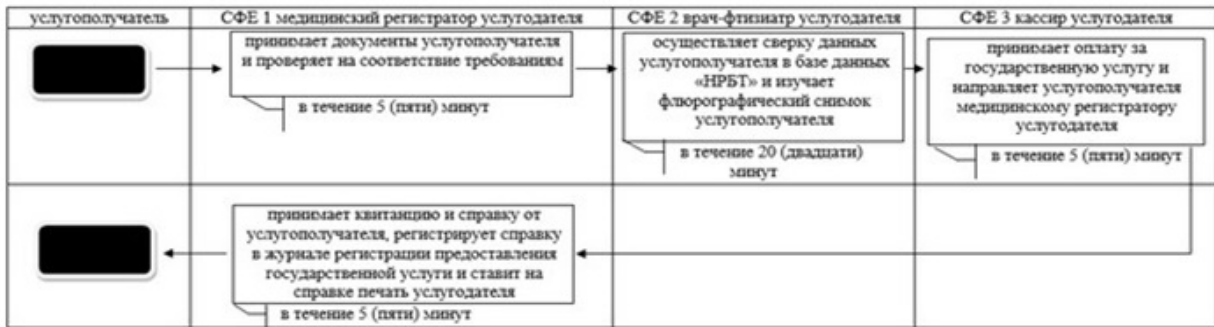 услугополучатель
СФЕ 1 медицинский регистратор услугодателя
СФЕ 2 врач-фтизиатр услугодателя
СФЕ 3 кассир услугодателя
принимает документы услугополучателя
и проверяет на соответствие требованиям
в течение 5 (пяти) минут
осуществляет сверку данных
услугополучателя в базе данных
«НРБТ» и изучает
флюрографический снимок
услугополучателя
в течение 20 (двадцати)
минут
принимает оплату за
государственную услугу и
направляет услугополучателя
медицинскому регистратору
услугодателя
в течение 5 (пяти) минут
принимает квитанцию и справку от
услугополучателя, регистрирует справку
в журнале регистрации предоставления
государственной услуги и ставит на
справке печать услугодателя
в течение 5 (пяти) минут